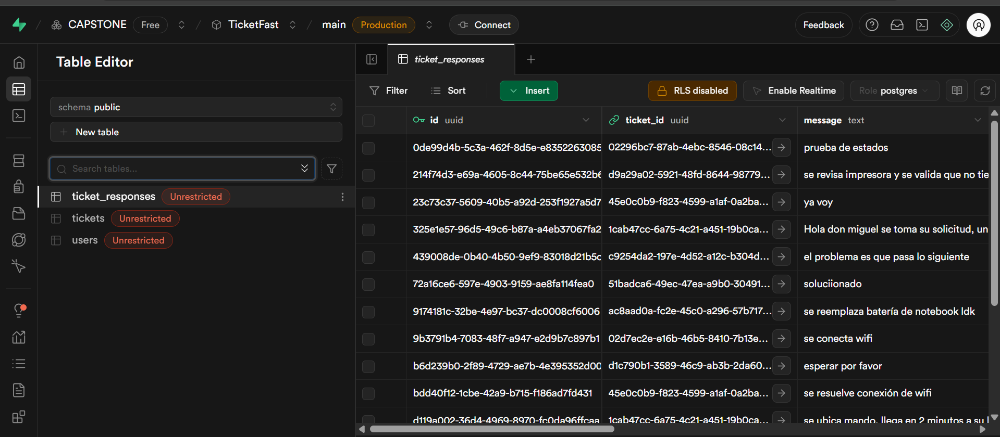 CAPSTONE Free TicketFast main Production Connect Feedback
Table Editor
ticket_responses
schema public
New table
Search tables...
ticket_responses Unrestricted
tickets Unrestricted
users Unrestricted
Filter Sort Insert RLS disabled Enable Realtime Role postgres
id uuid ticket_id uuid message text
0de99d4b-5c3a-462f-8d5e-e8352263085 02296bc7-87ab-4ebc-8546-08c14... prueba de estados
214f74d3-e69a-4605-8c44-75be65e532b6 d9a29a02-5921-48fd-8644-98779... se revisa impresora y se valida que no tie
23c73c37-5609-40b5-a92d-253f1927a5d7 45e0c0b9-f823-4599-a1af-0a2ba... ya voy
325e1e57-96d5-49c6-b87a-a4eb37067fa2 1cab47cc-6a75-4c21-a451-19b0ca... Hola don miguel se toma su solicitud, un
439008de-0b40-4b50-9ef9-83018d21b5c c9254da2-197e-4d52-a12c-b304d... el problema es que pasa lo siguiente
72a16ce6-597e-4903-9159-ae8fa114fea0 51badca6-49ec-47ea-a9b0-30491... soluciionado
9174181c-32be-4e97-bc37-dc0008cf6006 ac8aad0a-fc2e-45c0-a296-57b717... se reemplaza batería de notebook ldk
9b3791b4-7083-48f7-a947-e2d9b7c897b1 02d7ec2e-e16b-46b5-8410-7b13e... se conecta wifi
b6d239b0-2f89-4729-ae7b-4e395352d00 d1c790b1-3589-46c9-ab3b-2da60... esperar por favor
bdd40f12-1cbe-42a9-b715-f186ad7fd431 45e0c0b9-f823-4599-a1af-0a2ba... se resuelve conexión de wifi
d119a002-36d4-4969-8970-fc0da96ffcaa 1cab47cc-6a75-4c21-a451-19b0ca... se ubica mando, llega en 2 minutos a su